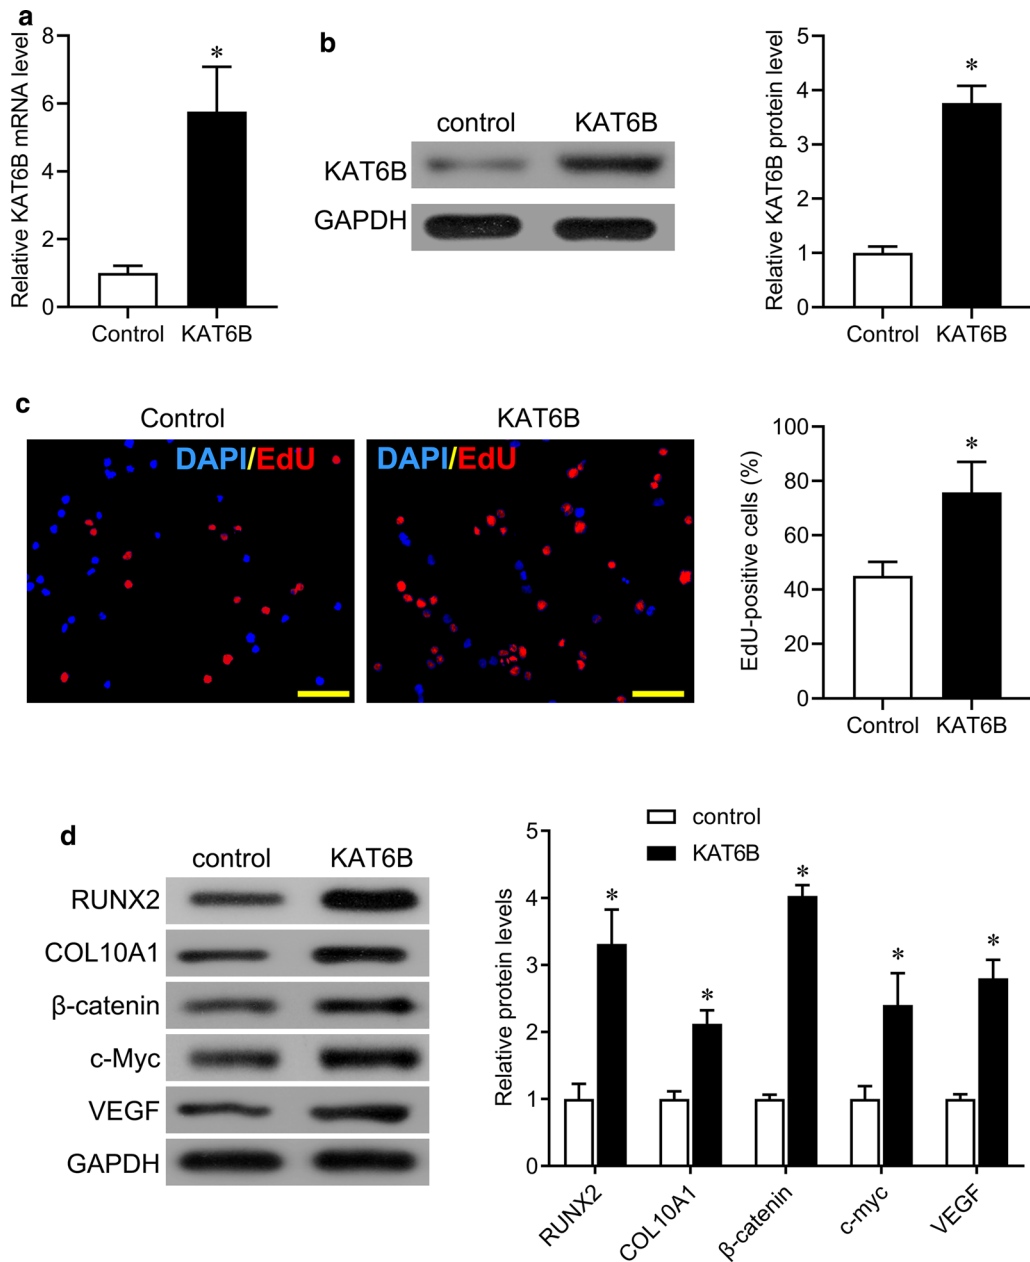 a
Relative KAT6B mRNA level
8
6
4
2
0
*
Control KAT6B
b
control KAT6B
KAT6B
GAPDH
Relative KAT6B protein level
5
4
3
2
1
0
*
Control KAT6B
c
Control
DAPI/EdU
KAT6B
DAPI/EdU
EdU-positive cells (%)
100
80
60
40
20
0
*
Control KAT6B
d
control KAT6B
RUNX2
COL10A1
β-catenin
c-Myc
VEGF
GAPDH
control
KAT6B
Relative protein levels
5
4
3
2
1
0
* * * * *
RUNX2
COL10A1
β-catenin
c-myc
VEGF